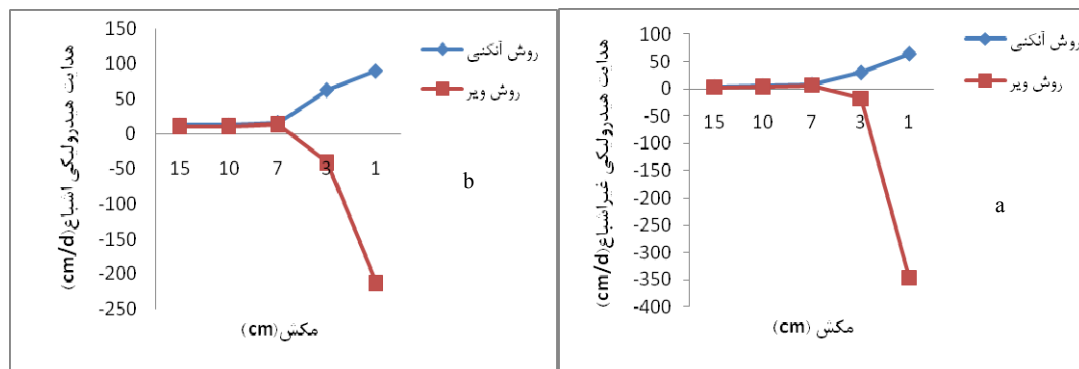 150
100
50
0
-50
-100
-150
-200
-250
15 10 7 3 1
هدایت هیدرولیکی اشباع(cm/d)
مکش(cm)
روش آنکنی
روش ویر
b
100
50
0
-50
-100
-150
-200
-250
-300
-350
-400
15 10 7 3 1
هدایت هیدرولیکی غیراشباع(cm/d)
مکش (cm)
روش آنکنی
روش ویر
a